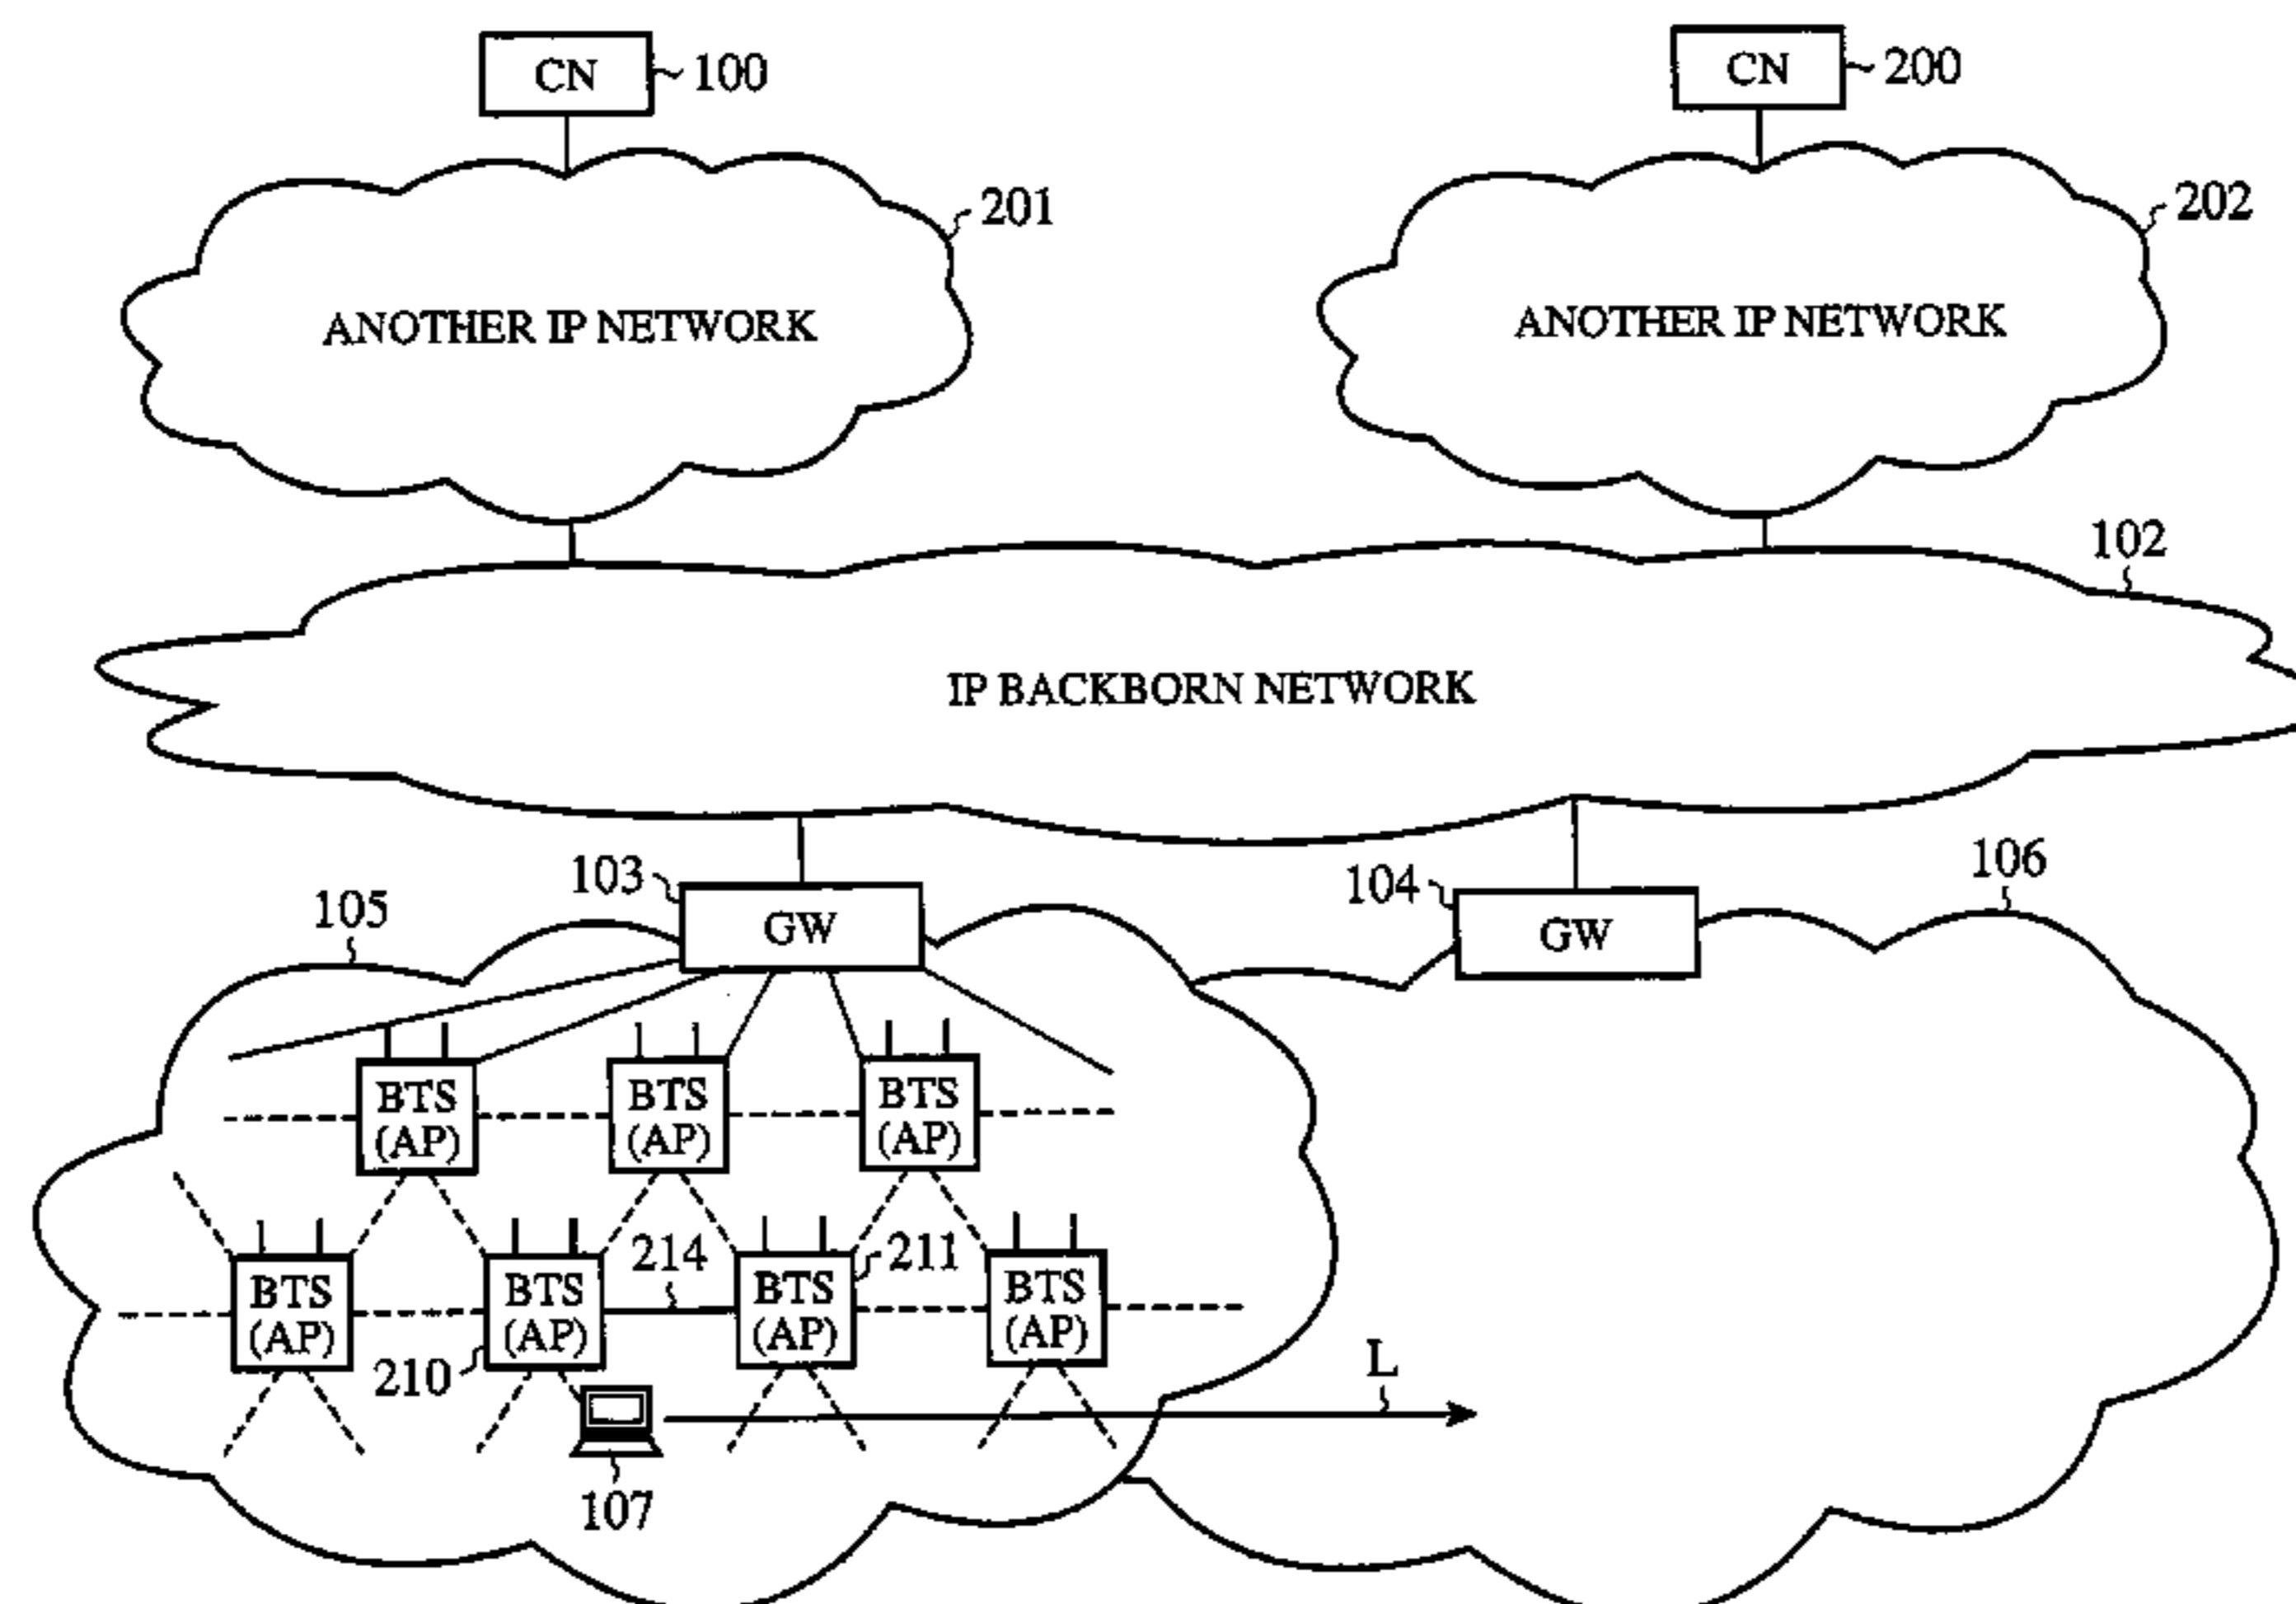 CN
100
CN
200
201
202
ANOTHER IP NETWORK
ANOTHER IP NETWORK
102
IP BACKBORN NETWORK
103
GW
104
GW
105
106
BTS
(AP)
BTS
(AP)
BTS
(AP)
BTS
(AP)
BTS
(AP)
210
214
BTS
(AP)
211
BTS
(AP)
L
107